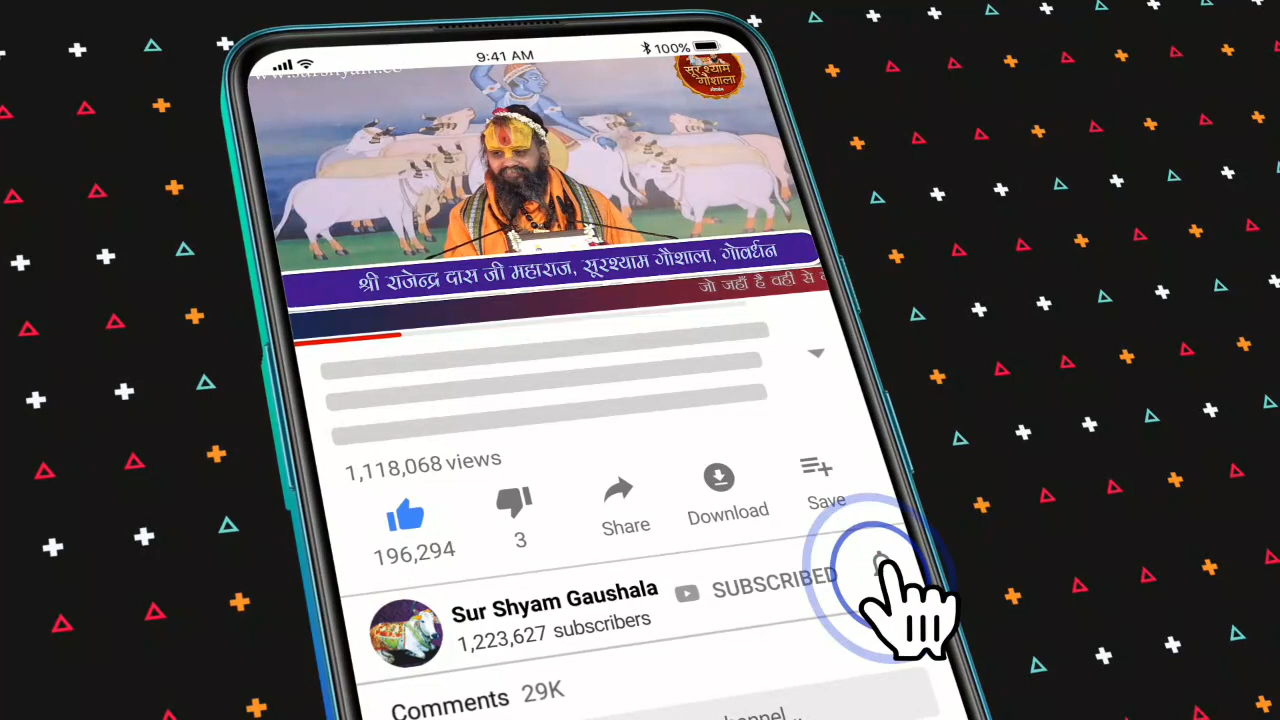 9:41 AM
100%
सूर श्याम
गौशाला
श्री राजेन्द्र दास जी महाराज, सूरश्याम गौशाला, गोवर्धन
जो जहाँ है वहीं से
1,118,068 views
196,294
3
Share
Download
Save
Sur Shyam Gaushala
SUBSCRIBED
1,223,627 subscribers
Comments 29K